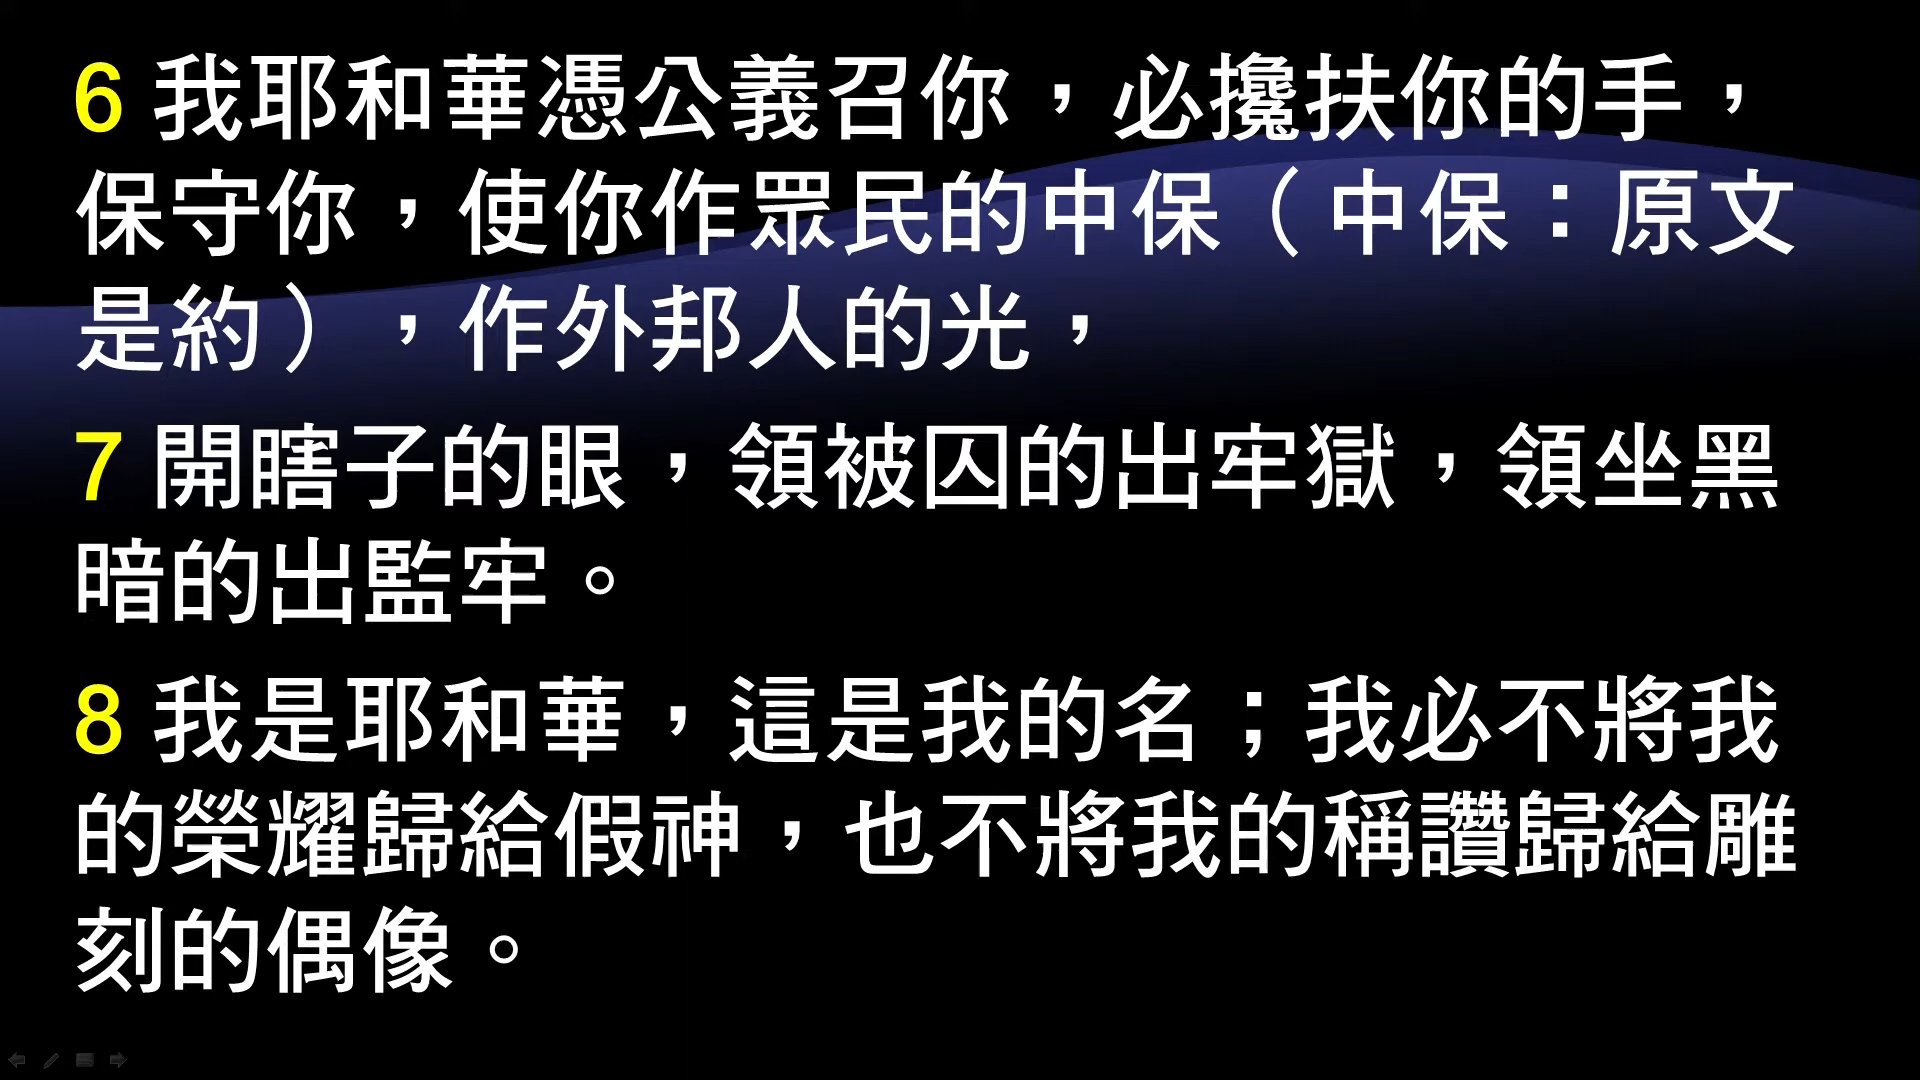 6 我耶和華憑公義召你，必攙扶你的手，
保守你，使你作眾民的中保（中保：原文
是約），作外邦人的光，
7 開瞎子的眼，領被囚的出牢獄，領坐黑
暗的出監牢。
8 我是耶和華，這是我的名；我必不將我
的榮耀歸給假神，也不將我的稱讚歸給雕
刻的偶像。